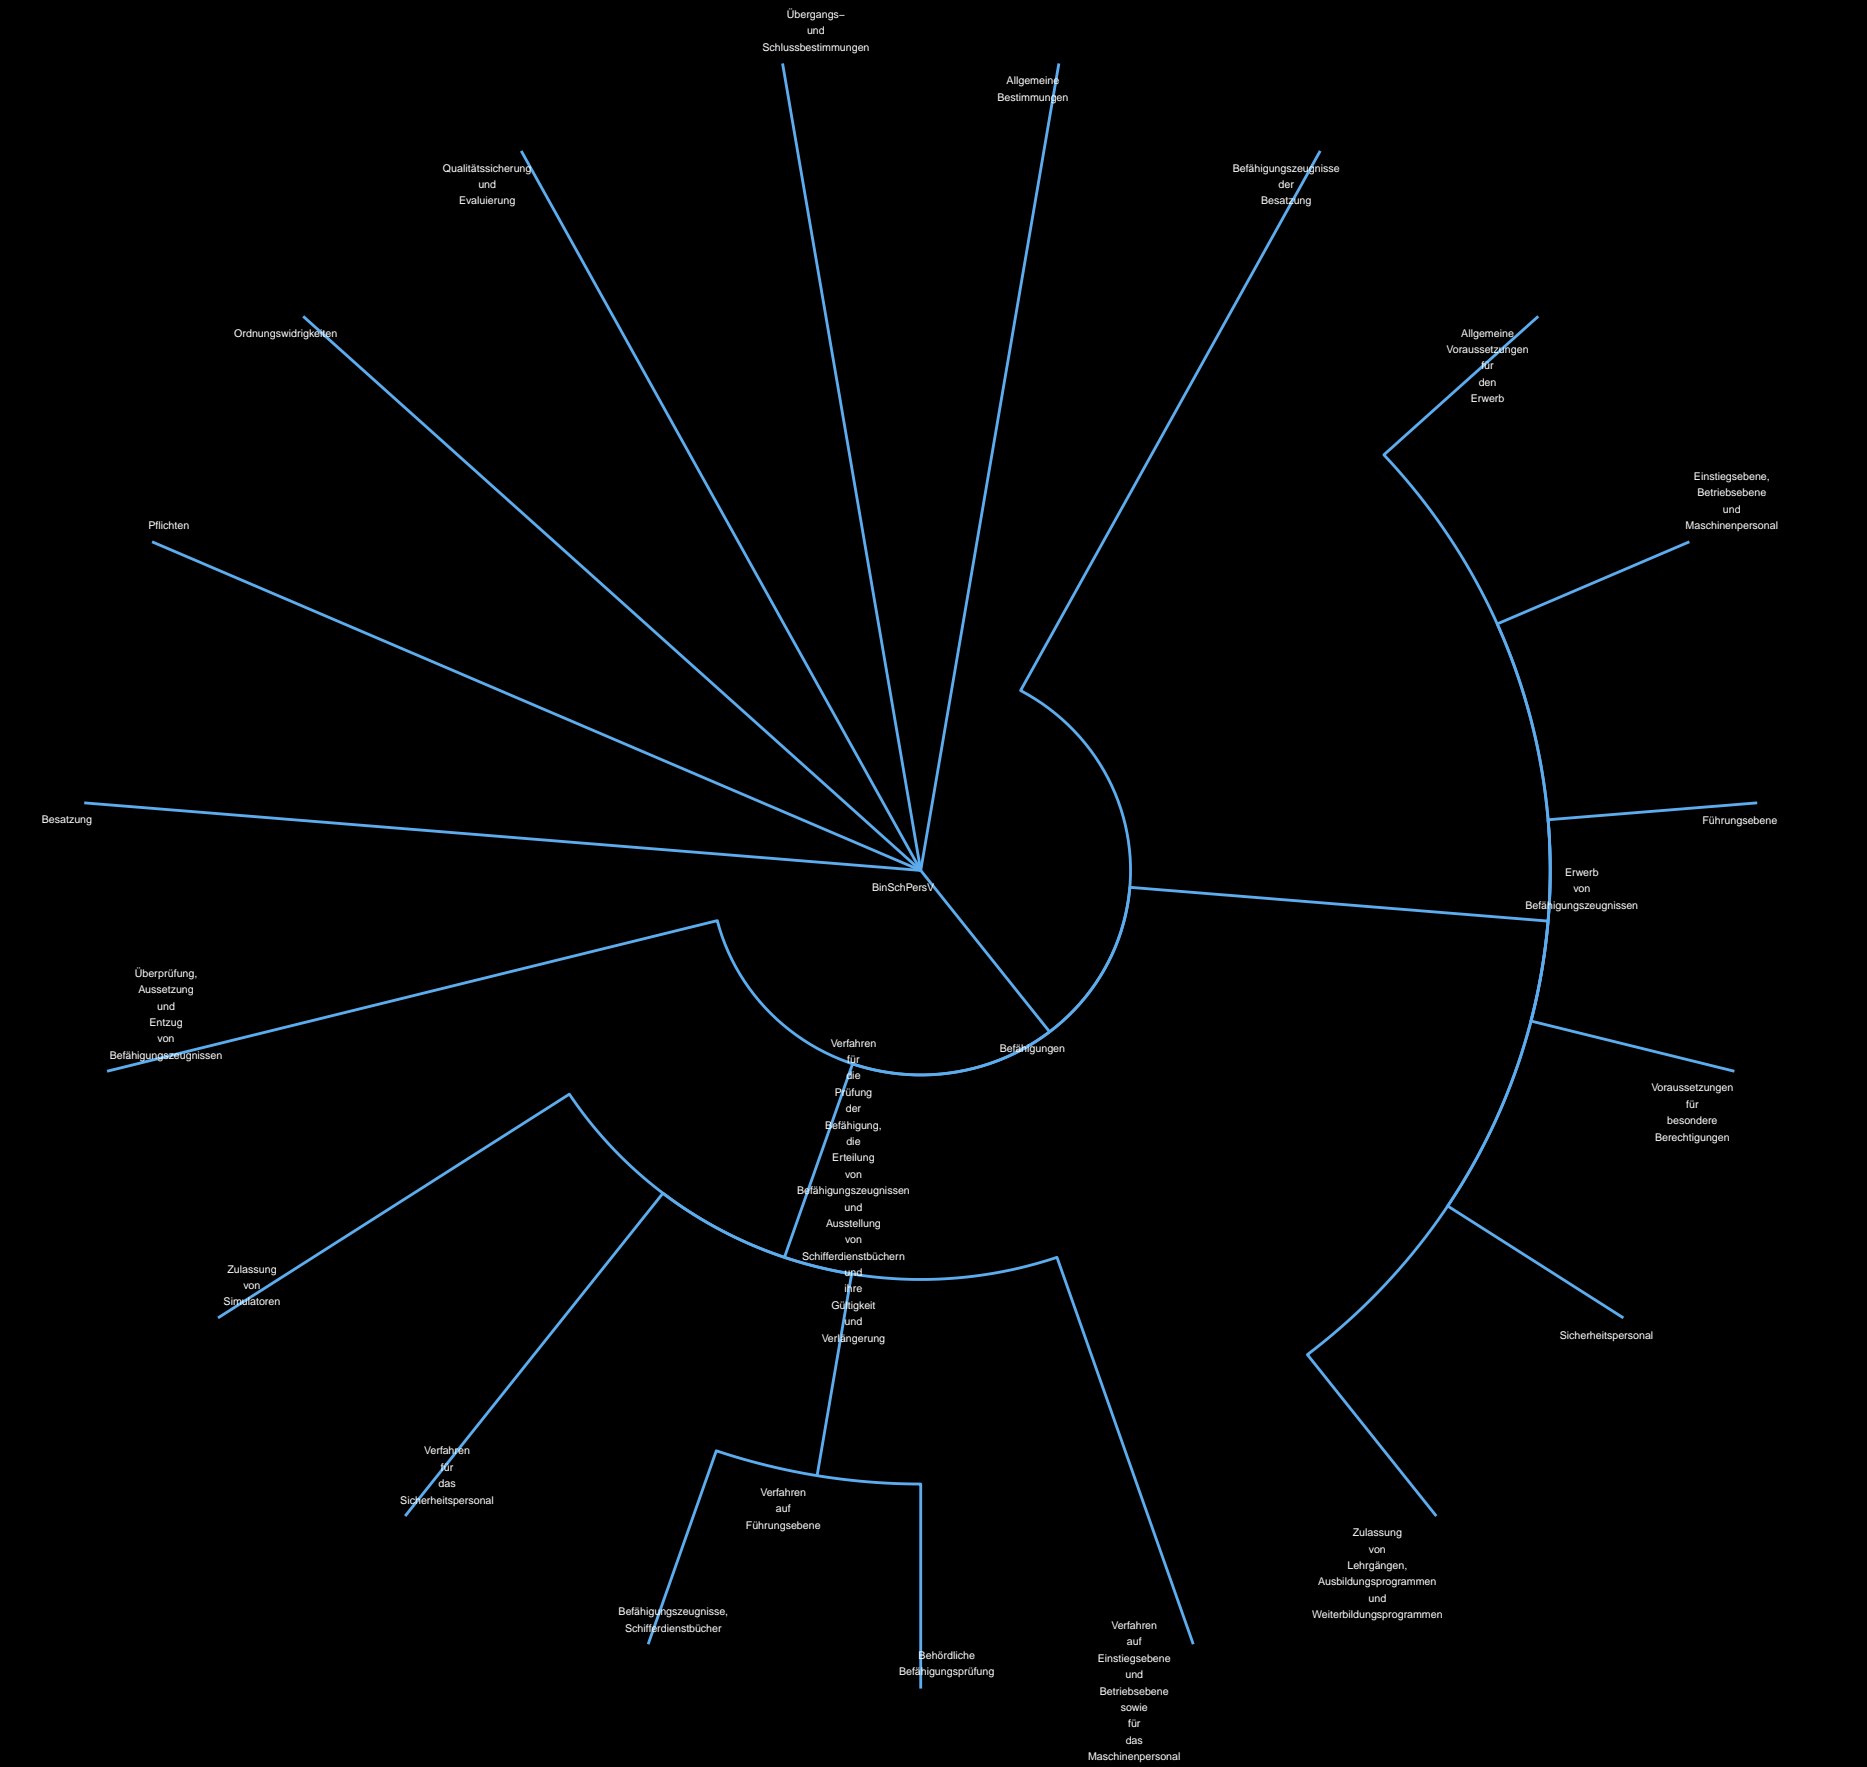 Übergangs–
und
Schlussbestimmungen
Allgemeine
Bestimmungen
Qualitätssicherung
und
Evaluierung
Befähigungszeugnisse
der
Besatzung
Ordnungswidrigkeiten
Allgemeine
Voraussetzungen
für
den
Erwerb
Einstiegsebene,
Betriebsebene
und
Maschinenpersonal
Pflichten
Besatzung
Führungsebene
BinSchPersV
Erwerb
von
Befähigungszeugnissen
Überprüfung,
Aussetzung
und
Entzug
von
Befähigungszeugnissen
Befähigungen
Verfahren
für
die
Prüfung
der
Befähigung,
die
Erteilung
von
Befähigungszeugnissen
und
Ausstellung
von
Schifferdienstbüchern
und
ihre
Gültigkeit
und
Verlängerung
Voraussetzungen
für
besondere
Berechtigungen
Zulassung
von
Simulatoren
Sicherheitspersonal
Verfahren
für
das
Sicherheitspersonal
Verfahren
auf
Führungsebene
Zulassung
von
Lehrgängen,
Ausbildungsprogrammen
und
Weiterbildungsprogrammen
Befähigungszeugnisse,
Schifferdienstbücher
Behördliche
Befähigungsprüfung
Verfahren
auf
Einstiegsebene
und
Betriebsebene
sowie
für
das
Maschinenpersonal